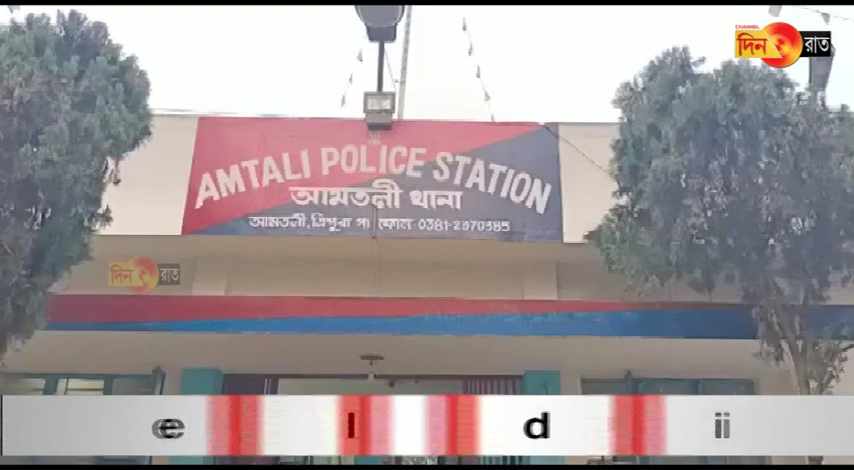 CHANNEL
দিন রাত
AMTALI POLICE STATION
আমতলী থানা
আমতলী, ত্রিপুরা প
ফোন 0381-2370385
দিন রাত
e l d i